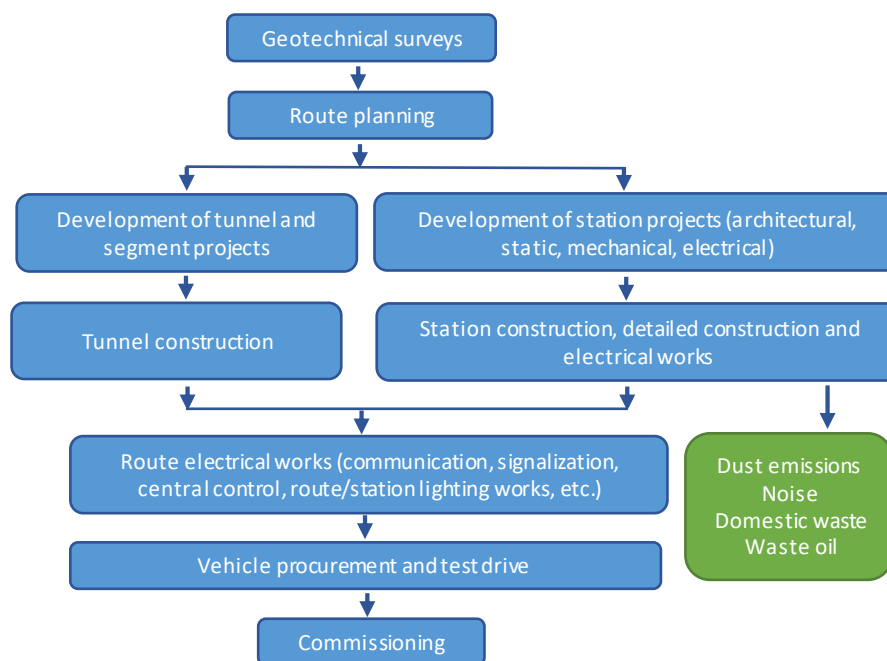 Geotechnical surveys
Route planning
Development of tunnel and
segment projects
Development of station projects (architectural,
static, mechanical, electrical)
Tunnel construction
Station construction, detailed construction and
electrical works
Route electrical works (communication, signalization,
central control, route/station lighting works, etc.)
Dust emissions
Noise
Domestic waste
Waste oil
Vehicle procurement and test drive
Commissioning